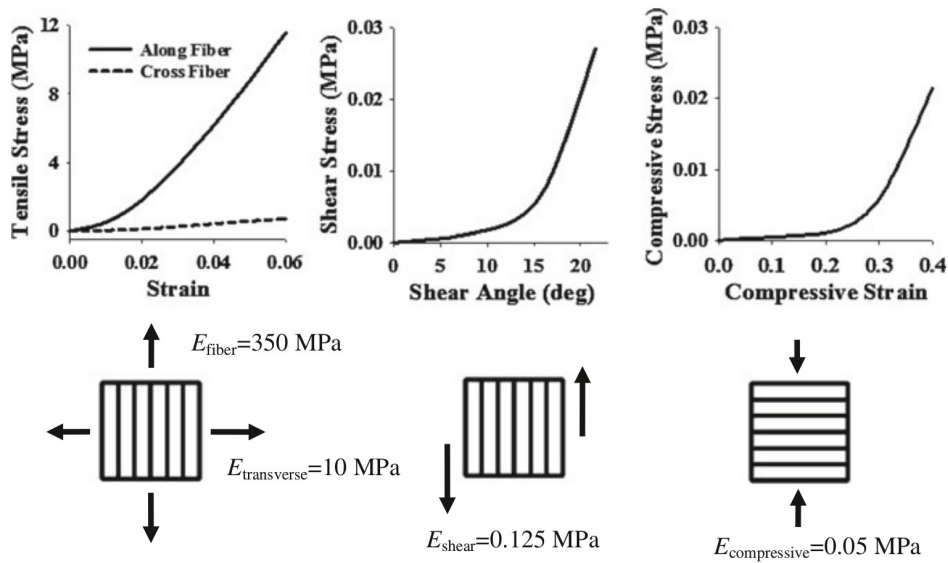 Tensile Stress (MPa)
12
8
4
0
Along Fiber
Cross Fiber
0.00
0.02
0.04
0.06
Strain
Shear Stress (MPa)
0.03
0.02
0.01
0.00
0
5
10
15
20
Shear Angle (deg)
Compressive Stress (MPa)
0.03
0.02
0.01
0.00
0.0
0.1
0.2
0.3
0.4
Compressive Strain
Efiber=350 MPa
Etransverse=10 MPa
Eshear=0.125 MPa
Ecompressive=0.05 MPa